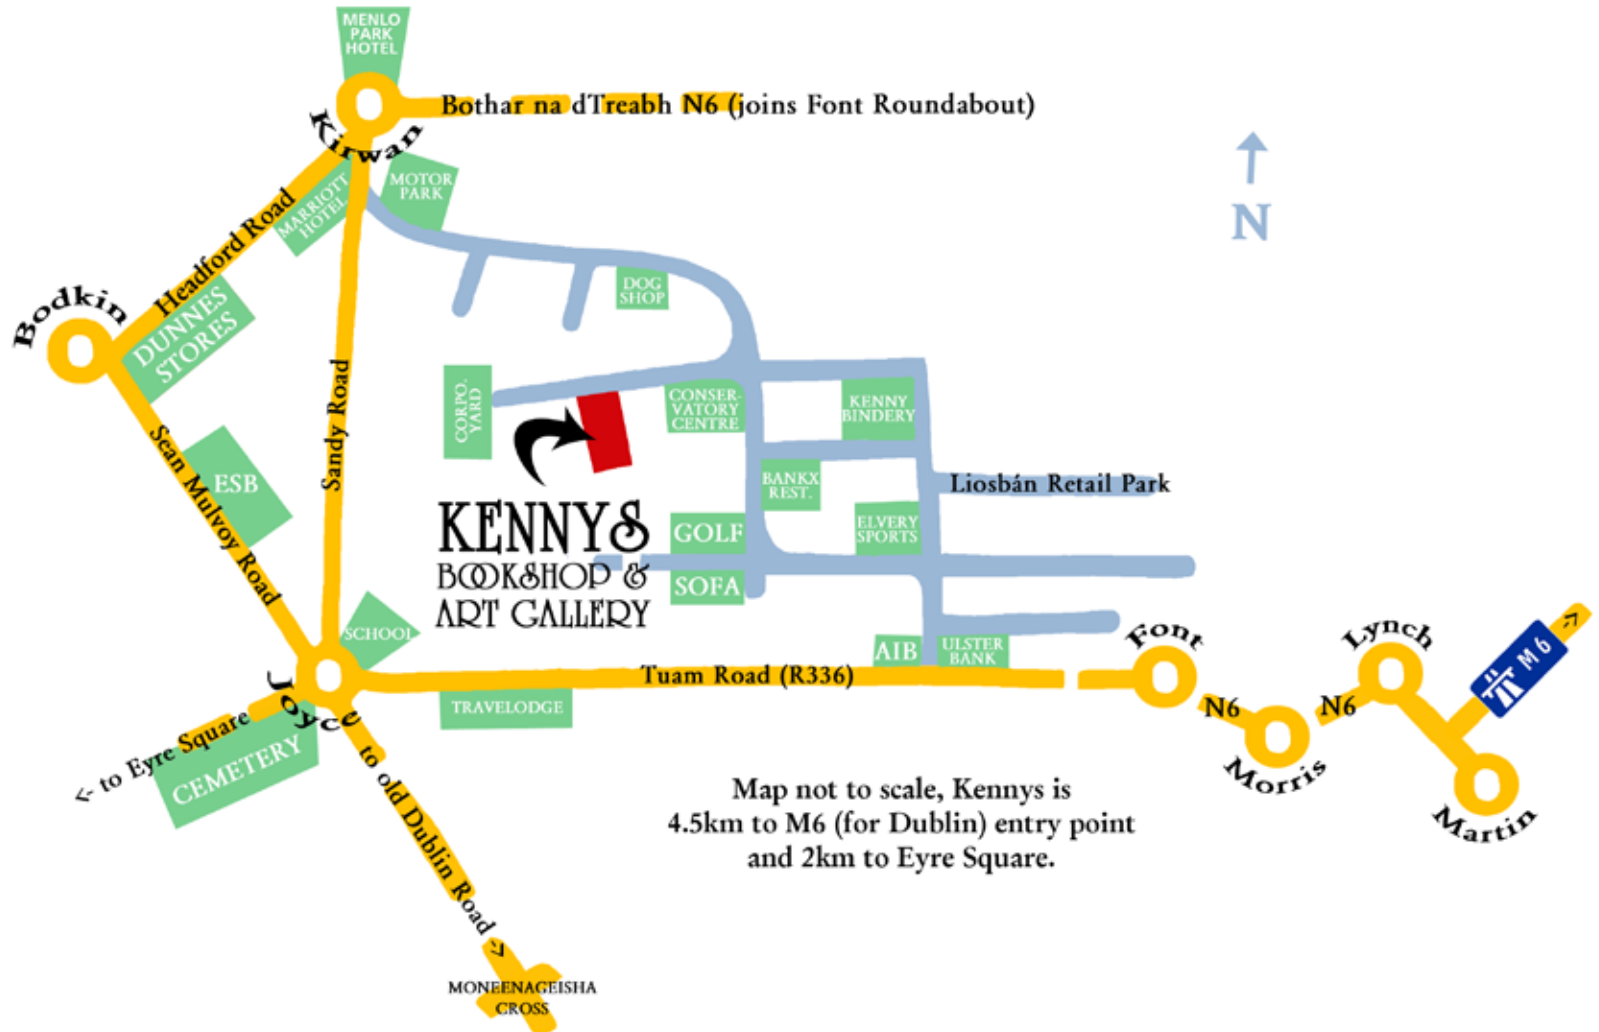 MENLO
PARK
HOTEL
Bothar na dTreabh N6 (joins Font Roundabout)
Kirwan
MARRIOTT
HOTEL
MOTOR
PARK
N
Headford Road
Bodkin
DUNNES
STORES
DOG
SHOP
Sandy Road
CORPO.
YARD
CONSER-
VATORY
CENTRE
KENNY
BINDERY
Sean Mulvoy Road
ESB
BANKX
REST.
Liosbán Retail Park
KENNYS
BOOKSHOP &
ART GALLERY
GOLF
ELVERY
SPORTS
SOFA
SCHOOL
AIB
ULSTER
BANK
Font
Lynch
M6
Joyce
Tuam Road (R336)
TRAVELODGE
N6
N6
Morris
Martin
<- to Eyre Square
CEMETERY
to old Dublin Road ->
Map not to scale, Kennys is
4.5km to M6 (for Dublin) entry point
and 2km to Eyre Square.
MONEENAGEISHA
CROSS